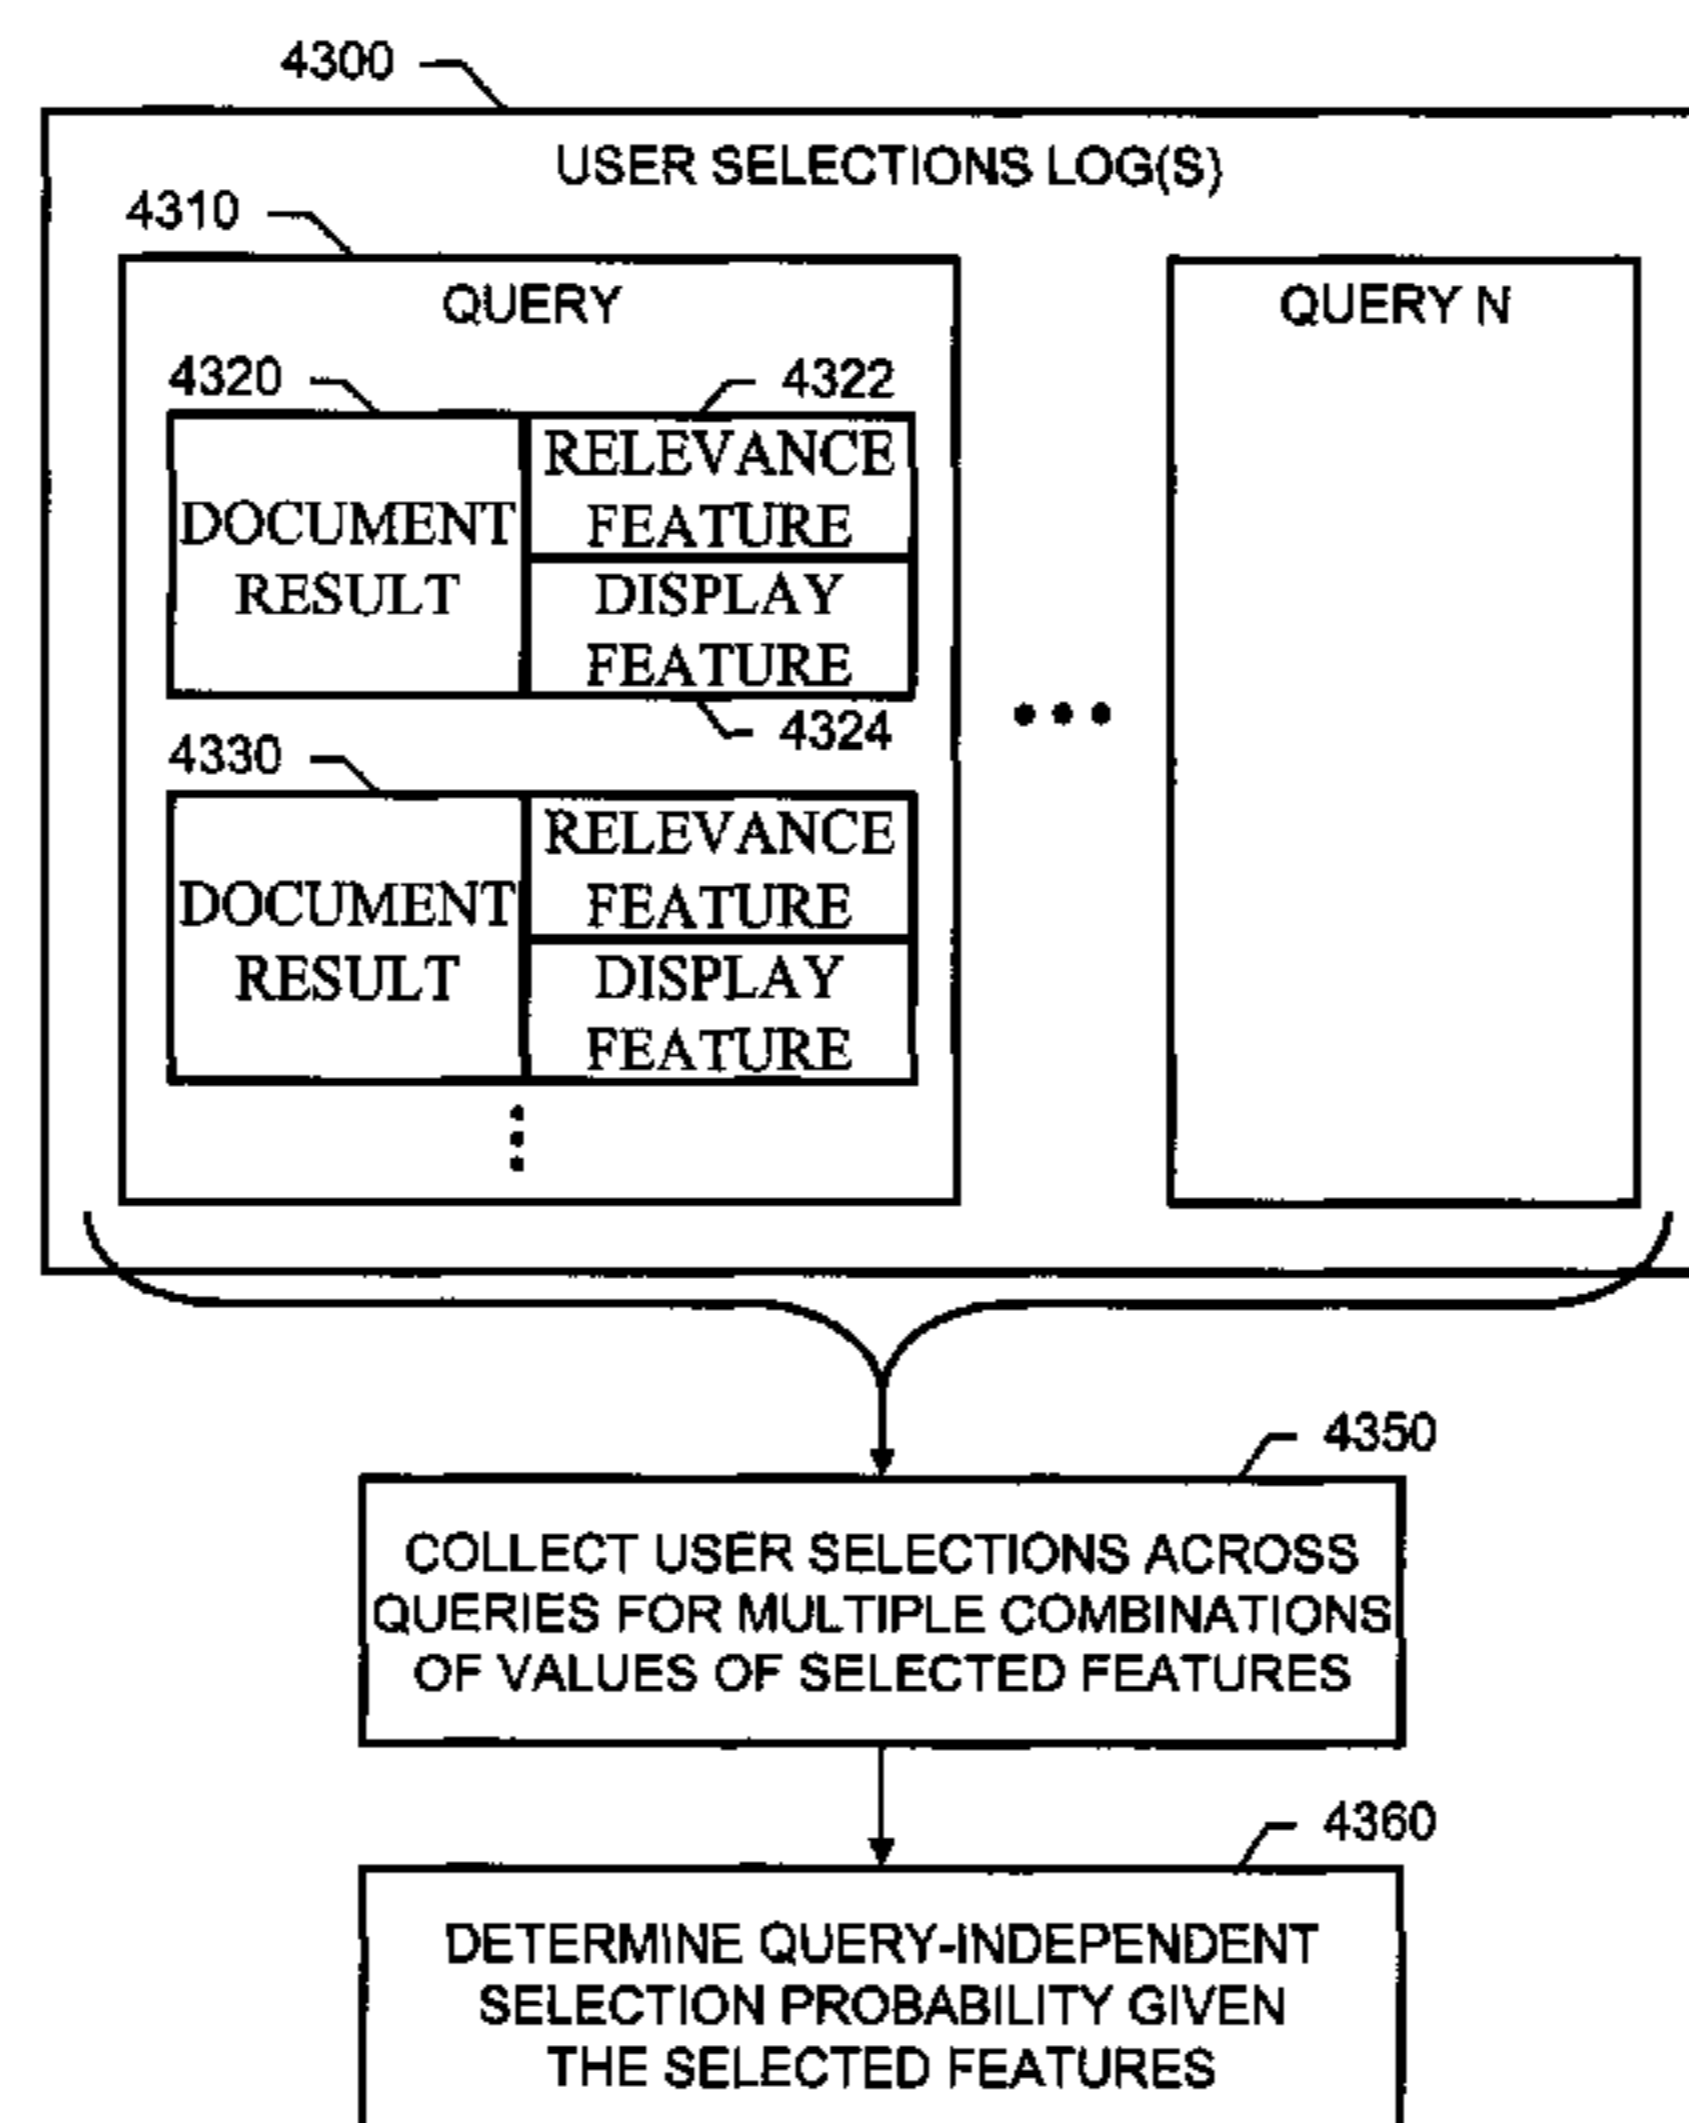 4300
USER SELECTIONS LOG(S)
4310
QUERY
QUERY N
4320
4322
DOCUMENT
RESULT
RELEVANCE
FEATURE
DISPLAY
FEATURE
4324
4330
DOCUMENT
RESULT
RELEVANCE
FEATURE
DISPLAY
FEATURE
4350
COLLECT USER SELECTIONS ACROSS
QUERIES FOR MULTIPLE COMBINATIONS
OF VALUES OF SELECTED FEATURES
4360
DETERMINE QUERY-INDEPENDENT
SELECTION PROBABILITY GIVEN
THE SELECTED FEATURES